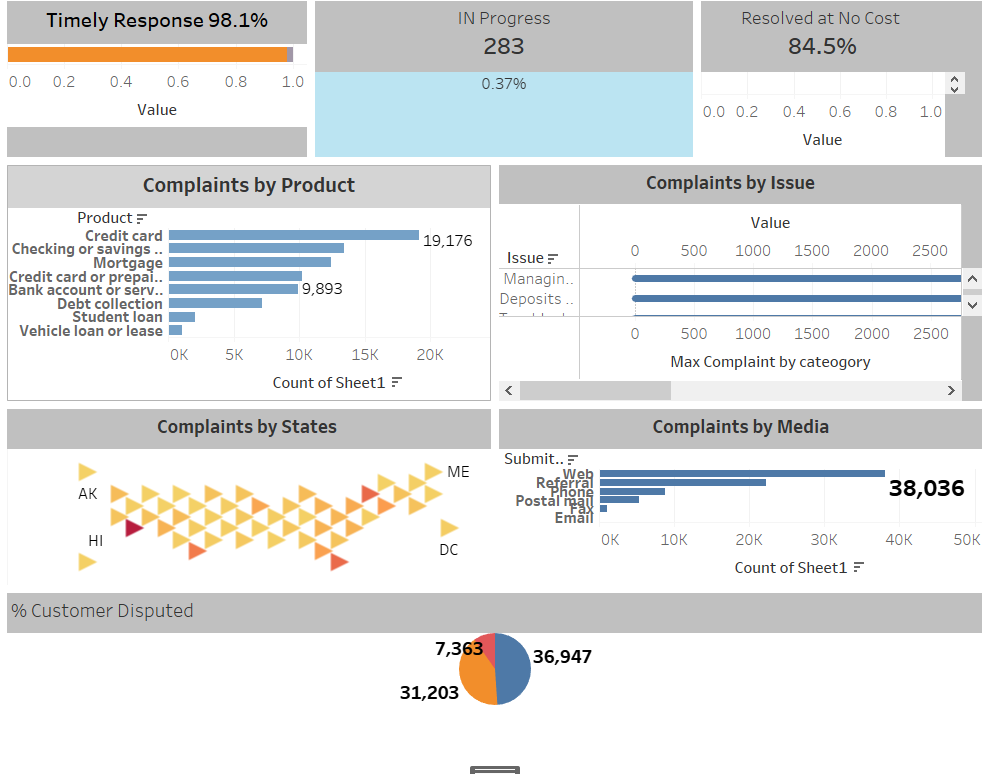 Timely Response 98.1%
0.0 0.2 0.4 0.6 0.8 1.0
Value
IN Progress
283
0.37%
Resolved at No Cost
84.5%
0.0 0.2 0.4 0.6 0.8 1.0
Value
Complaints by Product
Product
Credit card
19,176
Checking or savings ..
Mortgage
Credit card or prepai..
Bank account or serv..
9,893
Debt collection
Student loan
Vehicle loan or lease
0K 5K 10K 15K 20K
Count of Sheet1
Complaints by Issue
Value
0 500 1000 1500 2000 2500
Issue
Managin..
Deposits ..
0 500 1000 1500 2000 2500
Max Complaint by cateogory
Complaints by States
ME
AK
HI
DC
Complaints by Media
Submit..
Web
Referral
Phone
Postal mail
Fax
Email
38,036
0K 10K 20K 30K 40K 50K
Count of Sheet1
% Customer Disputed
7,363
36,947
31,203